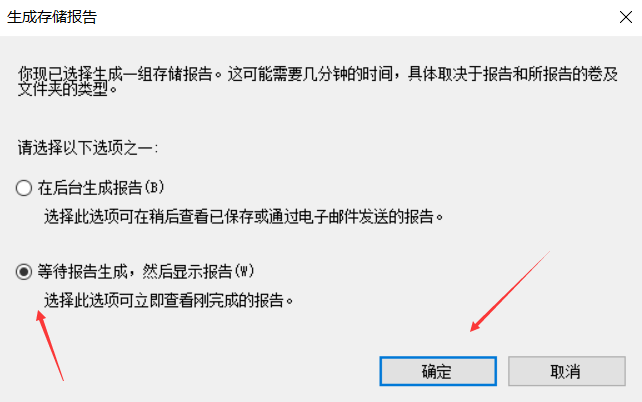 生成存储报告
你现已选择生成一组存储报告。这可能需要几分钟的时间，具体取决于报告和所报告的卷及
文件夹的类型。
请选择以下选项之一:
在后台生成报告(B)
选择此选项可在稍后查看已保存或通过电子邮件发送的报告。
等待报告生成，然后显示报告(W)
选择此选项可立即查看刚完成的报告。
确定
取消